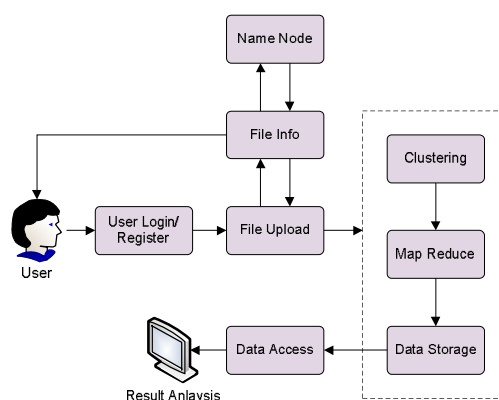 Name Node
File Info
Clustering
User Login/
Register
File Upload
Map Reduce
User
Data Access
Data Storage
Result Anlaysis